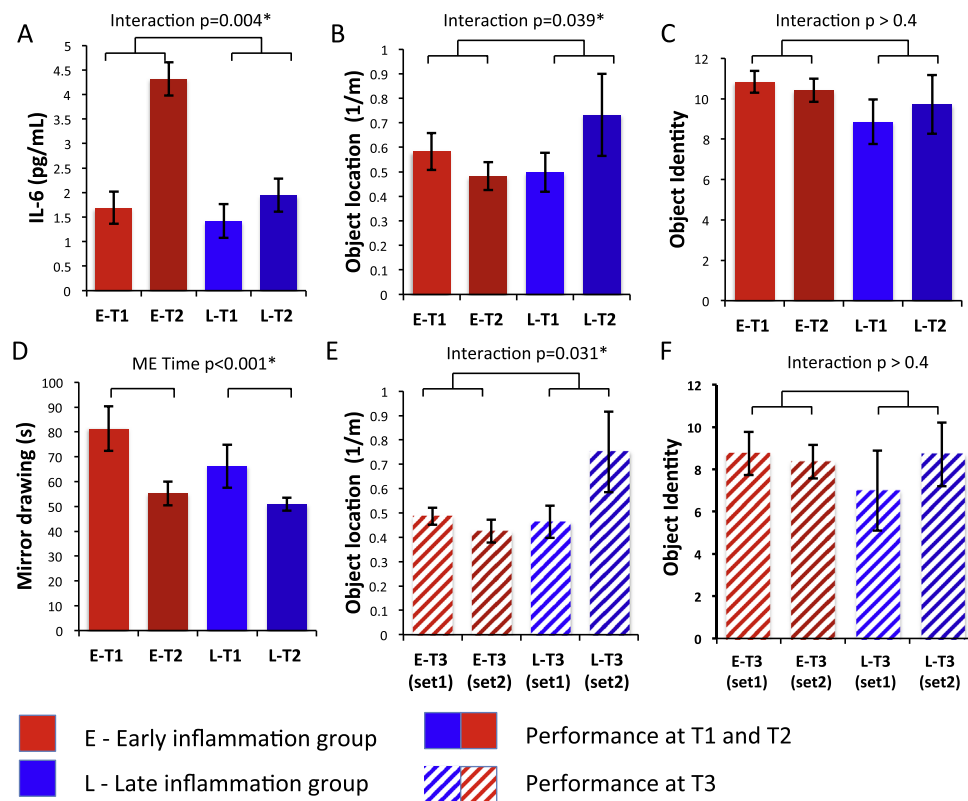 A
Interaction p=0.004*
IL-6 (pg/mL)
5
4.5
4
3.5
3
2.5
2
1.5
1
0.5
0
E-T1 E-T2 L-T1 L-T2
B
Interaction p=0.039*
Object location (1/m)
1
0.9
0.8
0.7
0.6
0.5
0.4
0.3
0.2
0.1
0
E-T1 E-T2 L-T1 L-T2
C
Interaction p > 0.4
Object Identity
12
10
8
6
4
2
0
E-T1 E-T2 L-T1 L-T2
D
ME Time p<0.001*
Mirror drawing (s)
100
90
80
70
60
50
40
30
20
10
0
E-T1 E-T2 L-T1 L-T2
E
Interaction p=0.031*
Object location (1/m)
1
0.9
0.8
0.7
0.6
0.5
0.4
0.3
0.2
0.1
0
E-T3 E-T3 L-T3 L-T3
(set1) (set2) (set1) (set2)
F
Interaction p > 0.4
Object Identity
12
10
8
6
4
2
0
E-T3 E-T3 L-T3 L-T3
(set1) (set2) (set1) (set2)
E - Early inflammation group
L - Late inflammation group
Performance at T1 and T2
Performance at T3